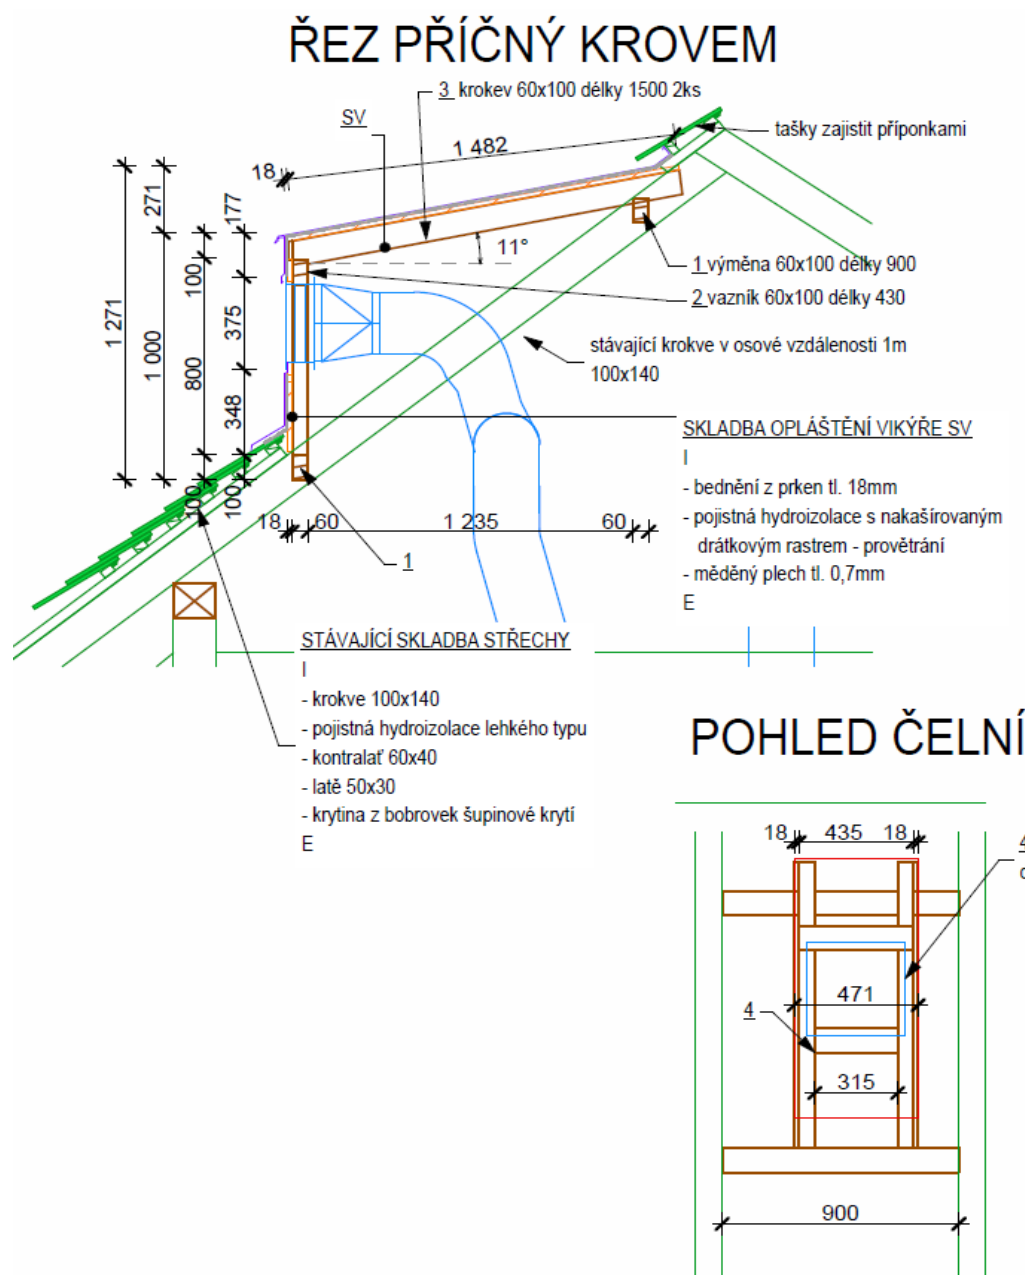 ŘEZ PŘÍČNÝ KROVEM
3 krokev 60x100 délky 1500 2ks
SV
tašky zajistit příponkami
1 482
18
271
177
11°
1 výměna 60x100 délky 900
100
2 vazník 60x100 délky 430
1 271
1 000
800
375
stávající krokve v osové vzdálenosti 1m
100x140
348
SKLADBA OPLÁŠTĚNÍ VIKÝŘE SV
I
- bednění z prken tl. 18mm
- pojistná hydroizolace s nakašírovaným
drátkovým rastrem - provětrání
- měděný plech tl. 0,7mm
E
100
100
18
60
1 235
60
1
STÁVAJÍCÍ SKLADBA STŘECHY
I
- krokve 100x140
- pojistná hydroizolace lehkého typu
- kontralať 60x40
- latě 50x30
- krytina z bobrovek šupinové krytí
E
POHLED ČELNÍ
18
435
18
4
471
4
315
900